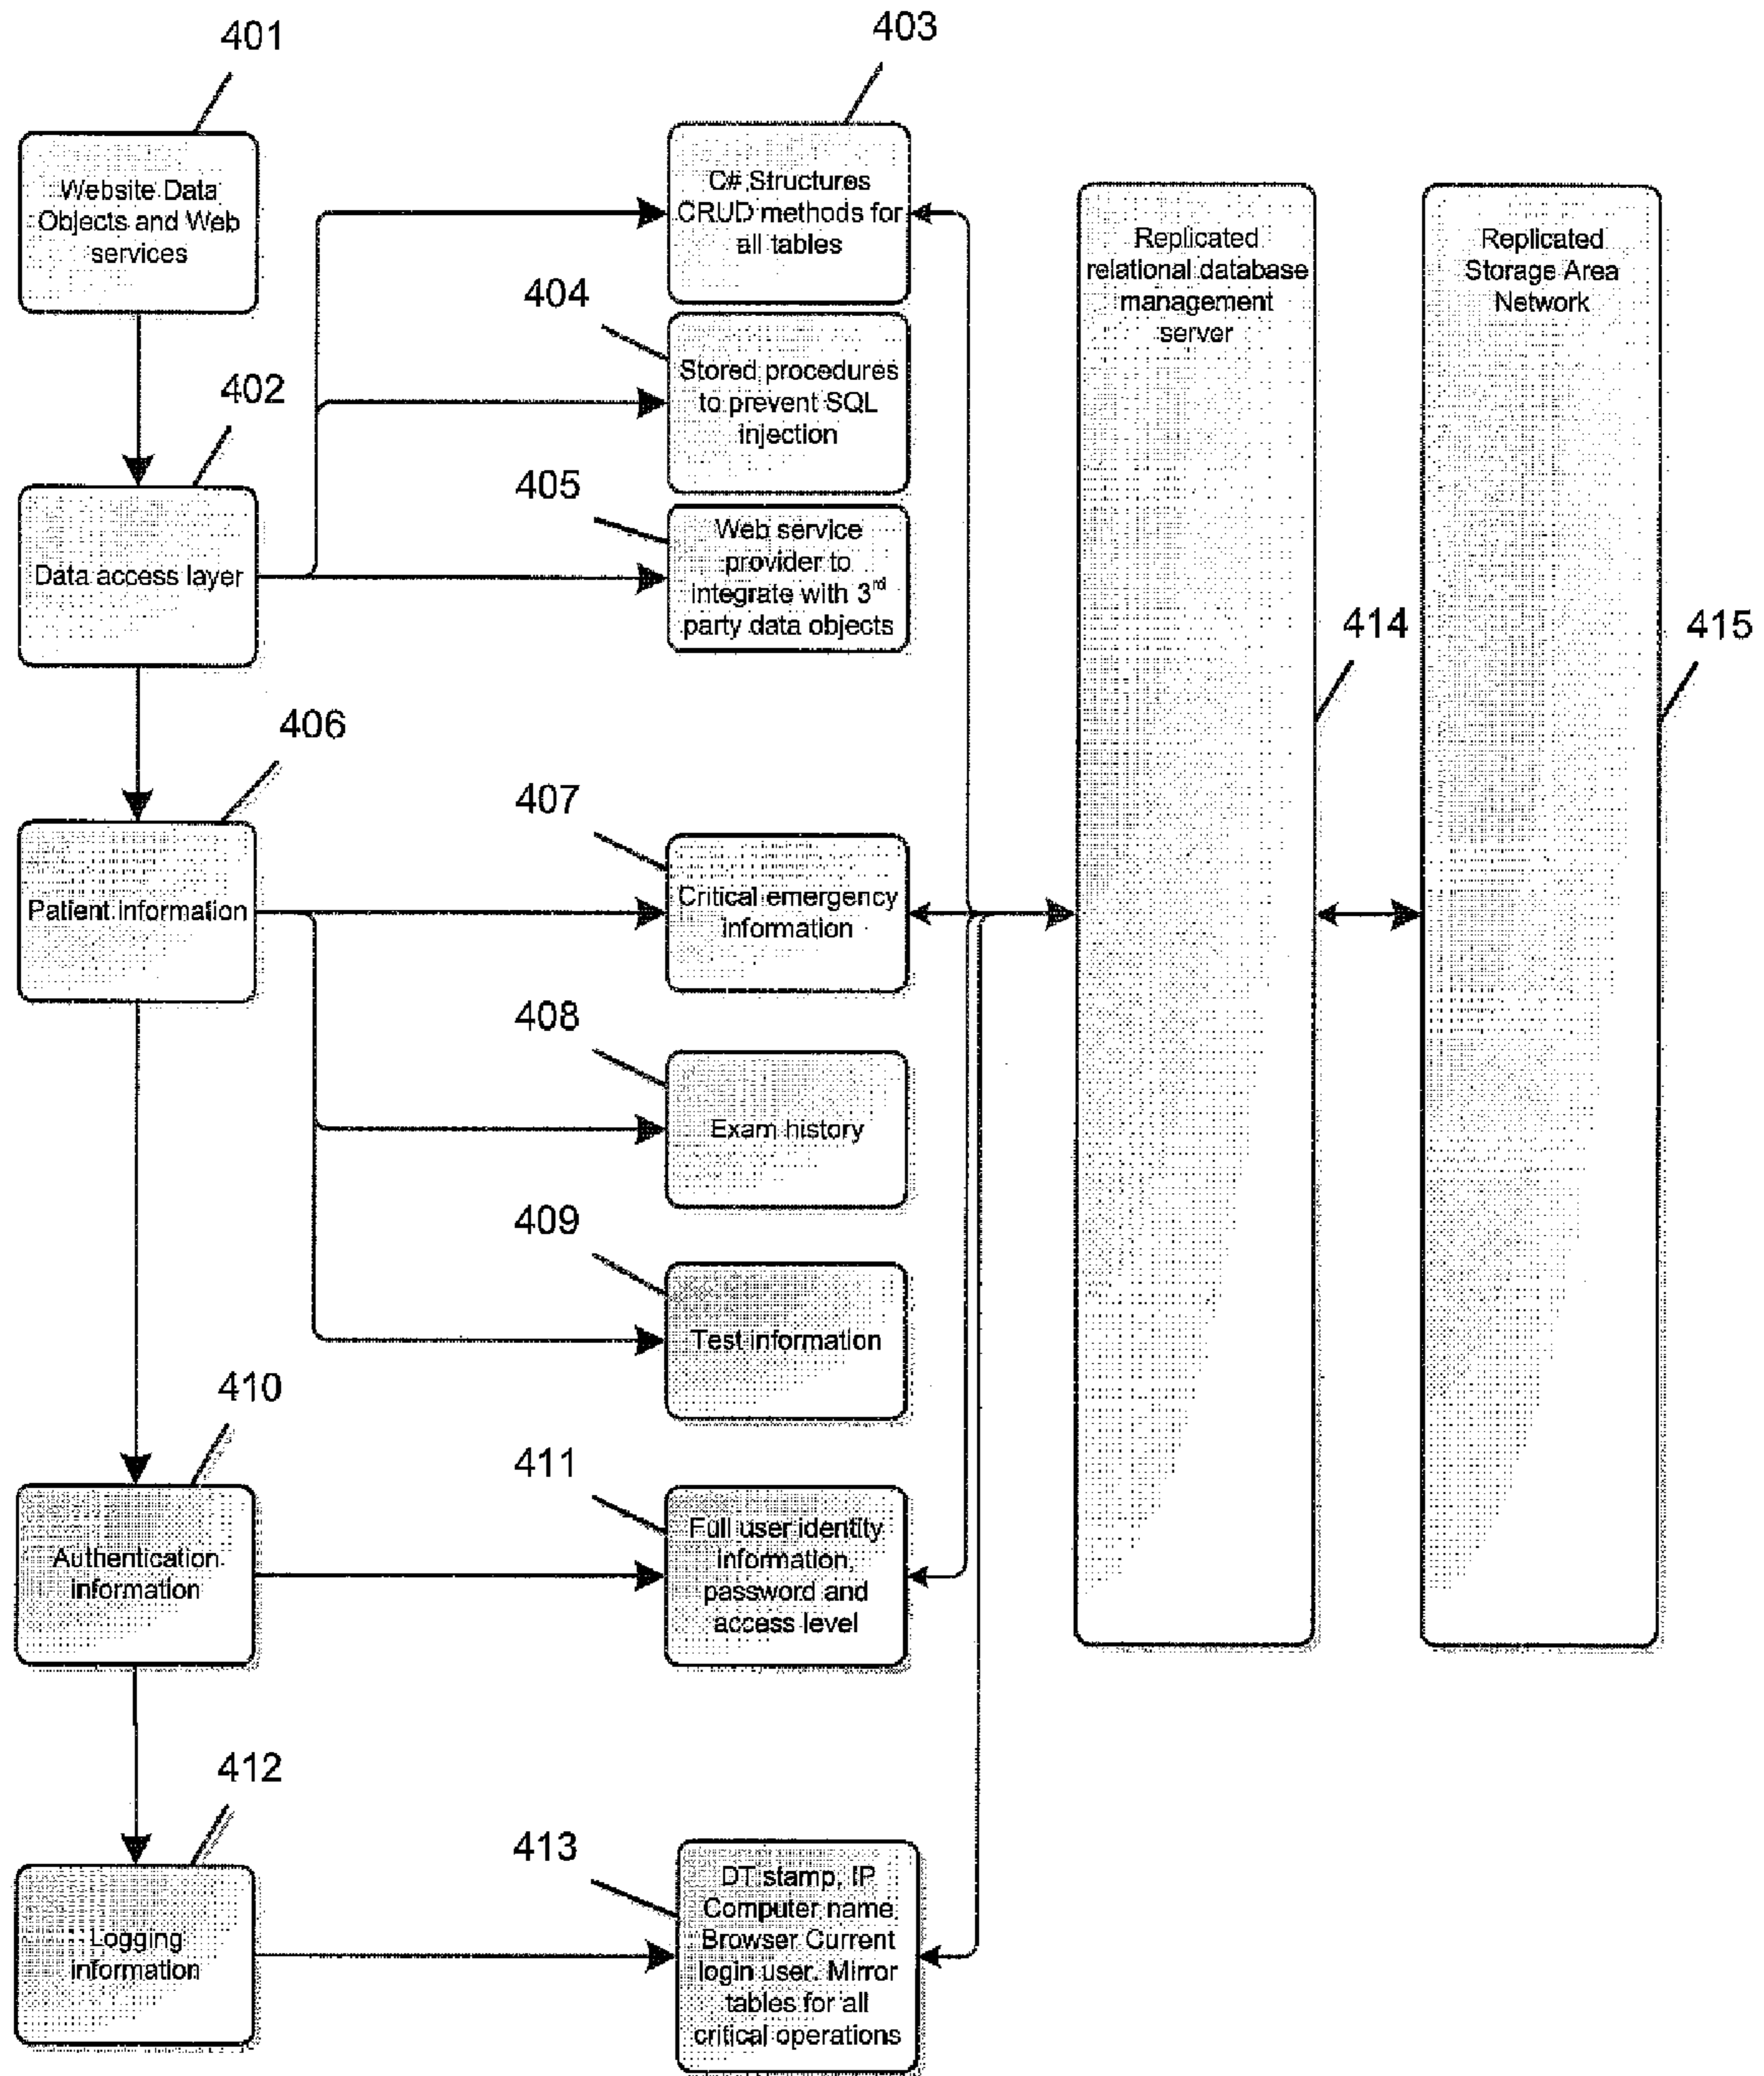 401
Website Data
Objects and Web
services
402
Data access layer
403
C# Structures
CRUD methods for
all tables
404
Stored procedures
to prevent SQL
injection
405
Web service
provider to
integrate with 3rd
party data objects
406
Patient information
407
Critical emergency
information
408
Exam history
409
Test information
410
Authentication
information
411
Full user identity
information,
password and
access level
412
Logging
information
413
DT stamp, IP
Computer name
Browser Current
login user. Mirror
tables for all
critical operations
Replicated
relational database
management
server
414
Replicated
Storage Area
Network
415